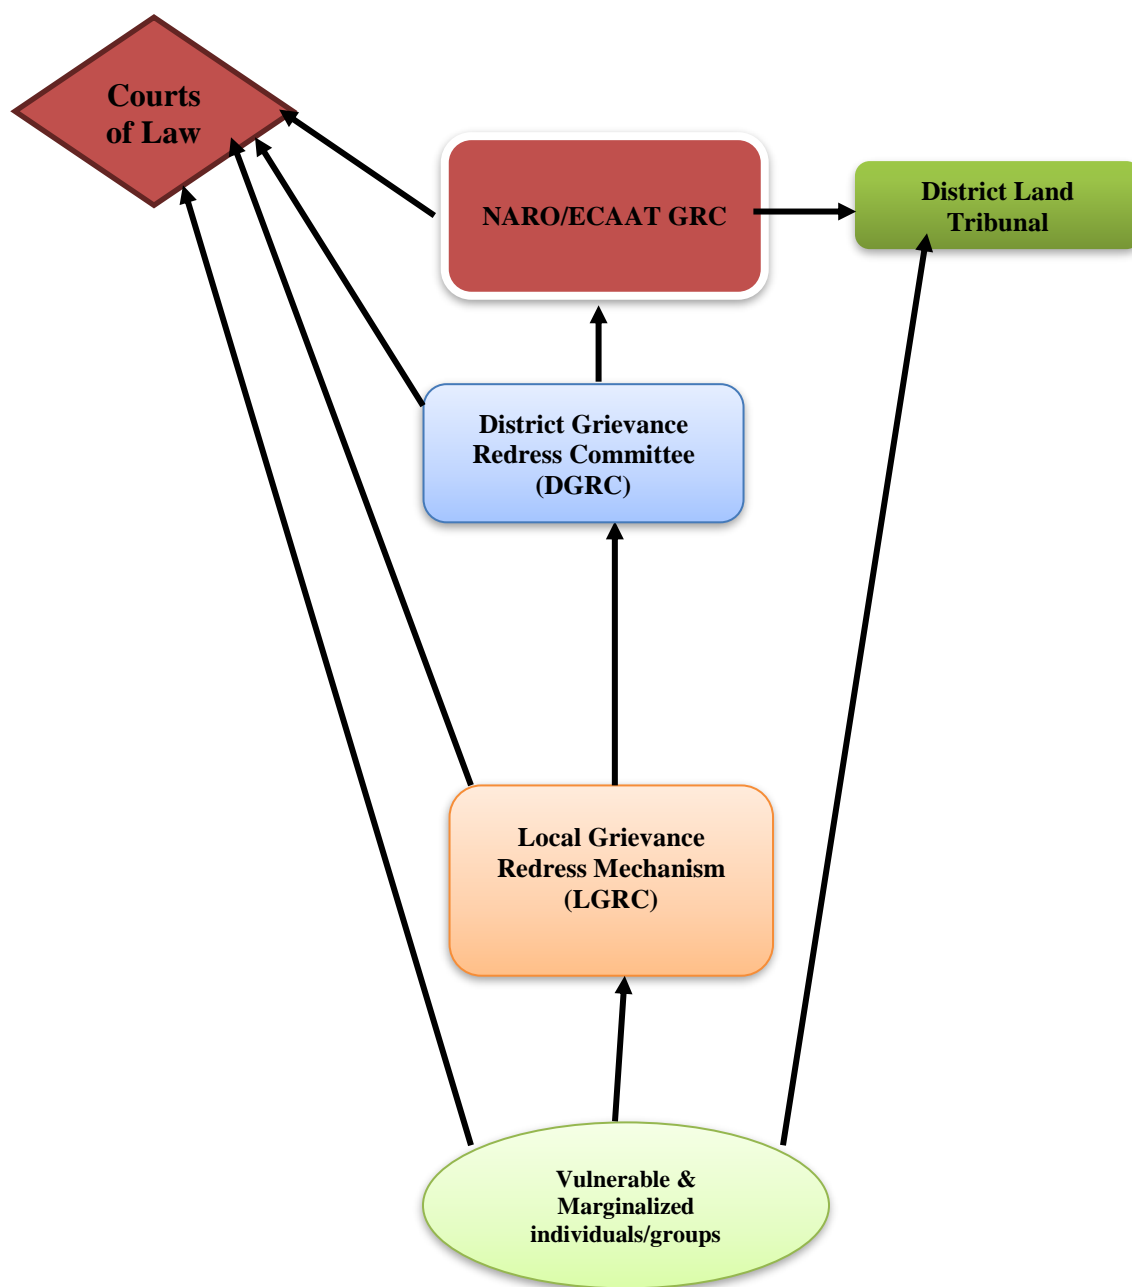 Courts
of Law
NARO/ECAAT GRC
District Land
Tribunal
District Grievance
Redress Committee
(DGRC)
Local Grievance
Redress Mechanism
(LGRC)
Vulnerable &
Marginalized
individuals/groups